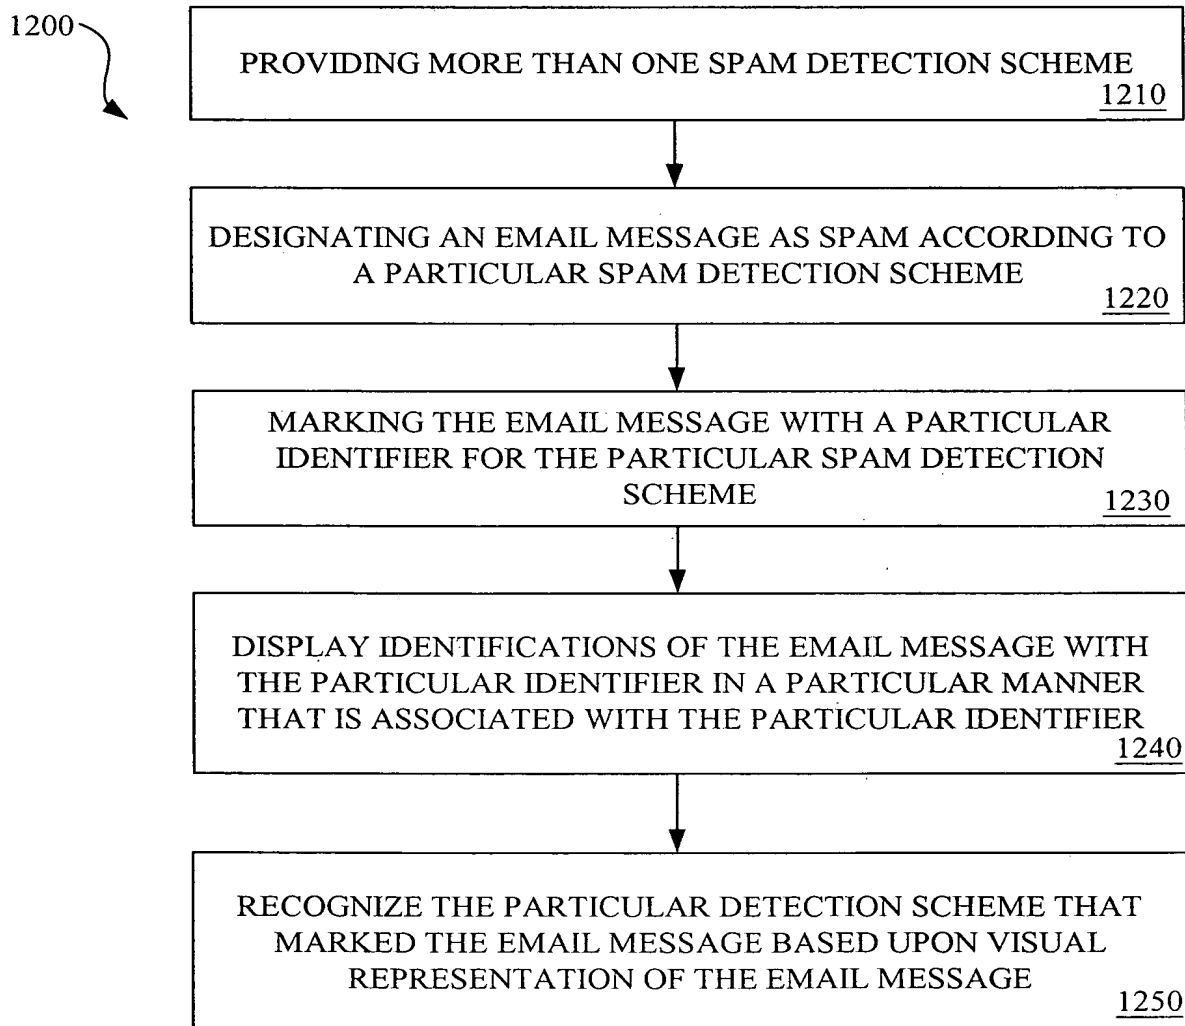 1200
PROVIDING MORE THAN ONE SPAM DETECTION SCHEME
1210
DESIGNATING AN EMAIL MESSAGE AS SPAM ACCORDING TO
A PARTICULAR SPAM DETECTION SCHEME
1220
MARKING THE EMAIL MESSAGE WITH A PARTICULAR
IDENTIFIER FOR THE PARTICULAR SPAM DETECTION
SCHEME
1230
DISPLAY IDENTIFICATIONS OF THE EMAIL MESSAGE WITH
THE PARTICULAR IDENTIFIER IN A PARTICULAR MANNER
THAT IS ASSOCIATED WITH THE PARTICULAR IDENTIFIER
1240
RECOGNIZE THE PARTICULAR DETECTION SCHEME THAT
MARKED THE EMAIL MESSAGE BASED UPON VISUAL
REPRESENTATION OF THE EMAIL MESSAGE
1250